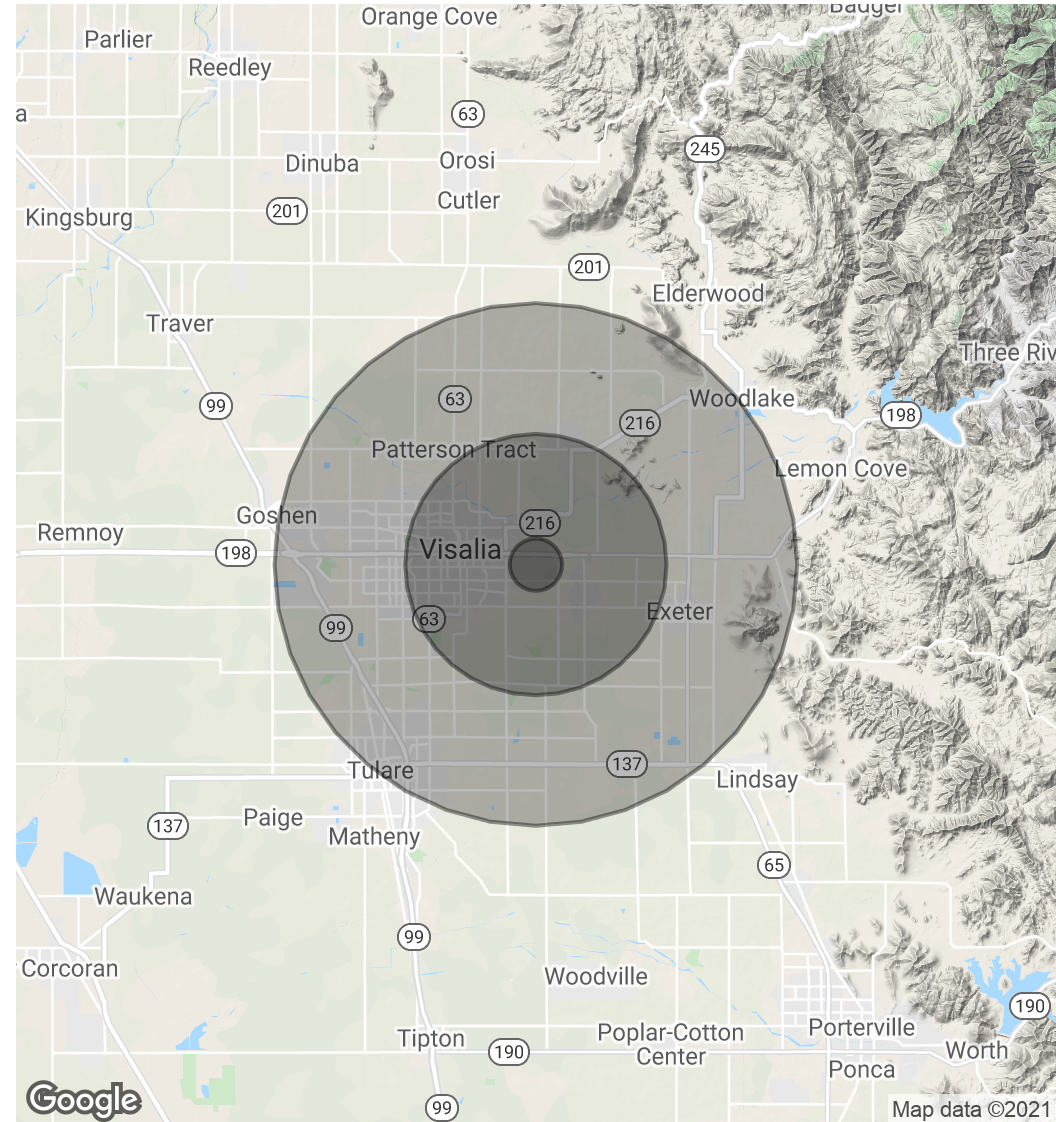 Orange Cove
Badger
Parlier
Reedley
a
63
245
Dinuba
Orosi
Cutler
201
Kingsburg
201
Elderwood
Traver
Three Riv
99
63
Woodlake
198
216
Patterson Tract
Lemon Cove
Goshen
216
Remnoy
198
Visalia
Exeter
63
99
137
Tulare
Lindsay
Paige
137
Matheny
65
Waukena
99
Corcoran
Woodville
190
Tipton
Poplar-Cotton
Center
Porterville
190
Worth
Ponca
99
Google
Map data ©2021